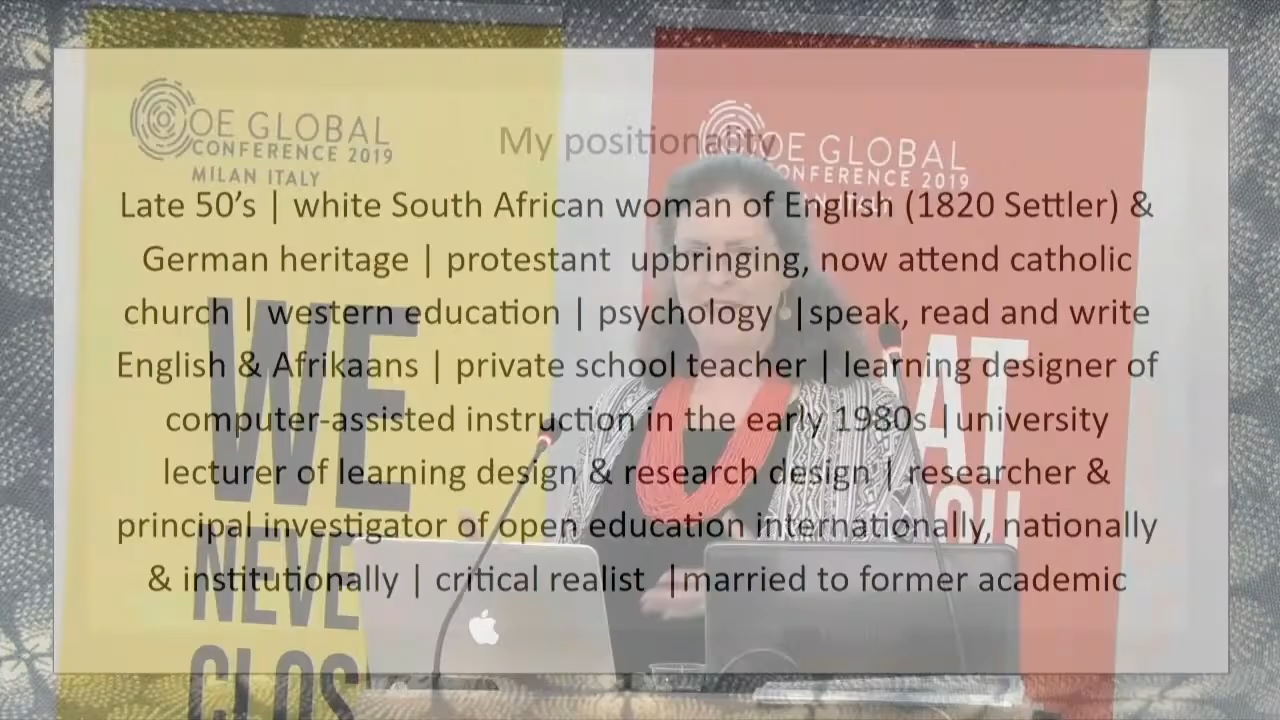 OE GLOBAL
CONFERENCE 2019
MILAN ITALY
OE GLOBAL
CONFERENCE 2019
My positionality
Late 50’s | white South African woman of English (1820 Settler) &
German heritage | protestant upbringing, now attend catholic
church | western education | psychology |speak, read and write
English & Afrikaans | private school teacher | learning designer of
computer-assisted instruction in the early 1980s |university
lecturer of learning design & research design | researcher &
principal investigator of open education internationally, nationally
& institutionally | critical realist |married to former academic
WE
NEVE
CLOS